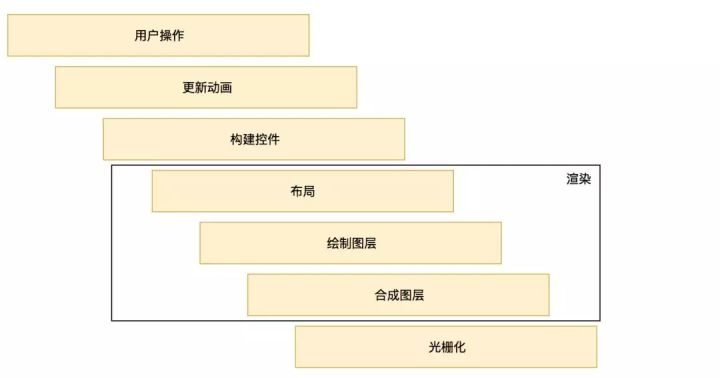 用户操作
更新动画
构建控件
渲染
布局
绘制图层
合成图层
光栅化